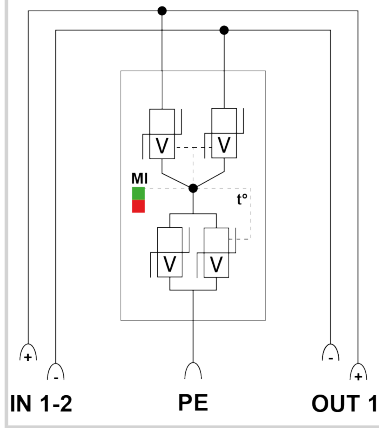 V V
MI
t°
V V
+ - - +
IN 1-2 PE OUT 1